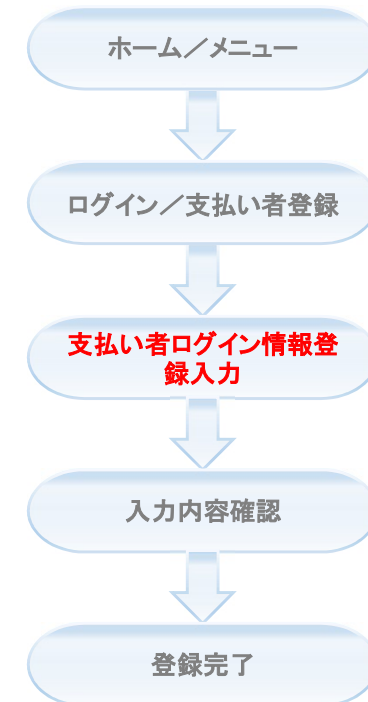 ホーム／メニュー
ログイン／支払い者登録
支払い者ログイン情報登
録入力
入力内容確認
登録完了